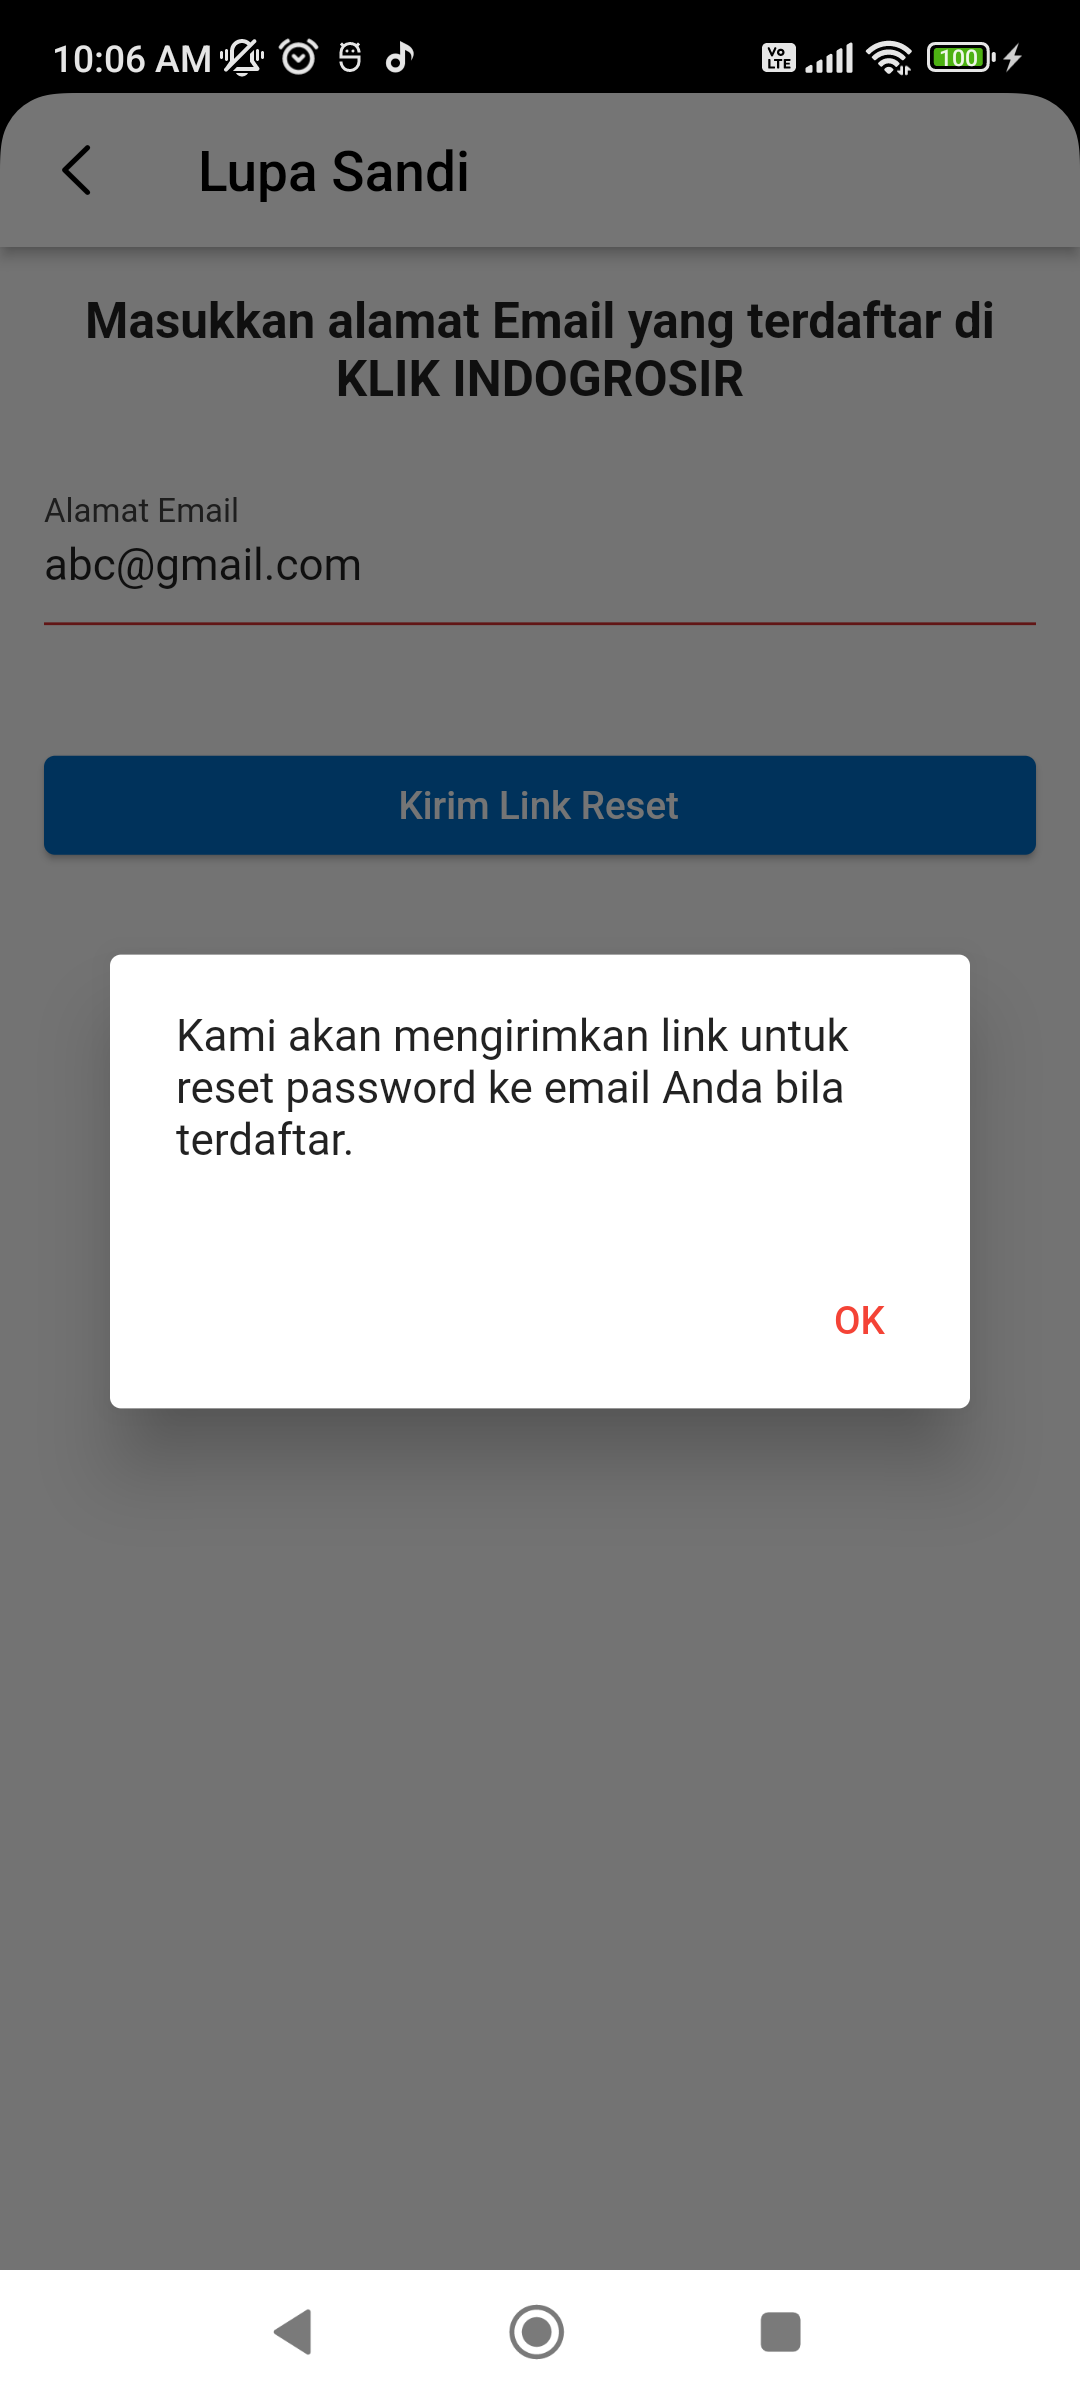 10:06 AM
Vo
LTE
100
Lupa Sandi
Masukkan alamat Email yang terdaftar di
KLIK INDOGROSIR
Alamat Email
abc@gmail.com
Kirim Link Reset
Kami akan mengirimkan link untuk
reset password ke email Anda bila
terdaftar.
OK